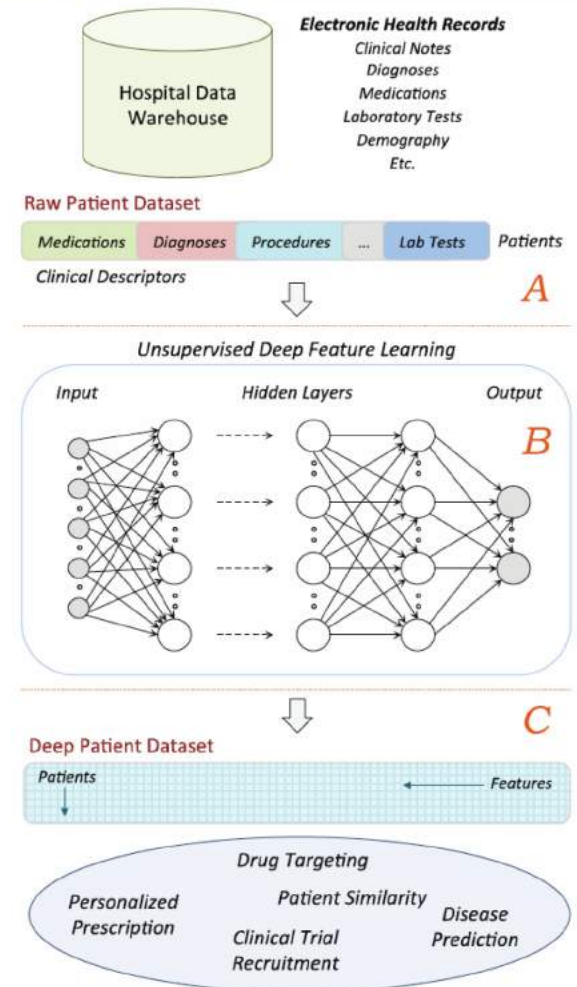 Electronic Health Records
Clinical Notes
Diagnoses
Medications
Laboratory Tests
Demography
Etc.
Hospital Data
Warehouse
Raw Patient Dataset
Medications Diagnoses Procedures ... Lab Tests Patients
Clinical Descriptors
A
Unsupervised Deep Feature Learning
Input Hidden Layers Output
B
C
Deep Patient Dataset
Patients Features
Drug Targeting
Personalized
Prescription
Patient Similarity
Clinical Trial
Recruitment
Disease
Prediction